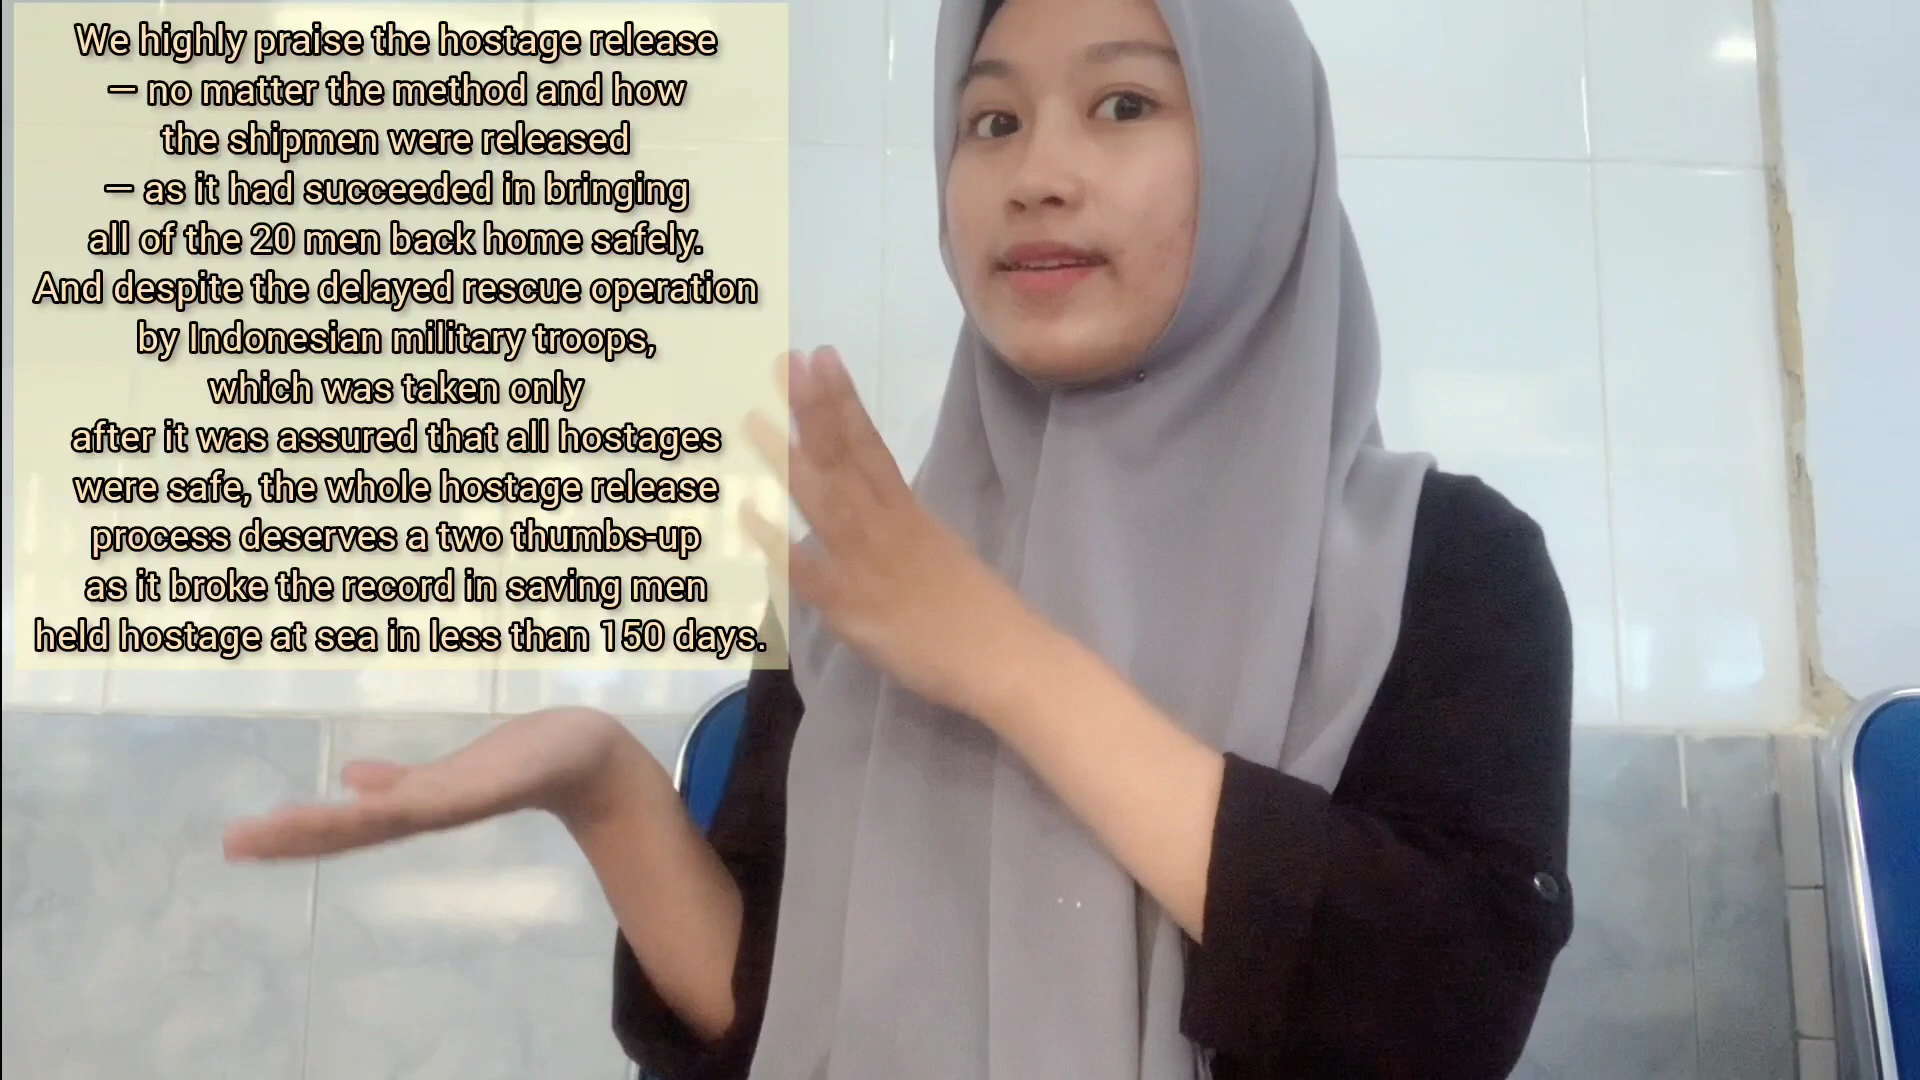 We highly praise the hostage release
— no matter the method and how
the shipmen were released
— as it had succeeded in bringing
all of the 20 men back home safely.
And despite the delayed rescue operation
by Indonesian military troops,
which was taken only
after it was assured that all hostages
were safe, the whole hostage release
process deserves a two thumbs-up
as it broke the record in saving men
held hostage at sea in less than 150 days.